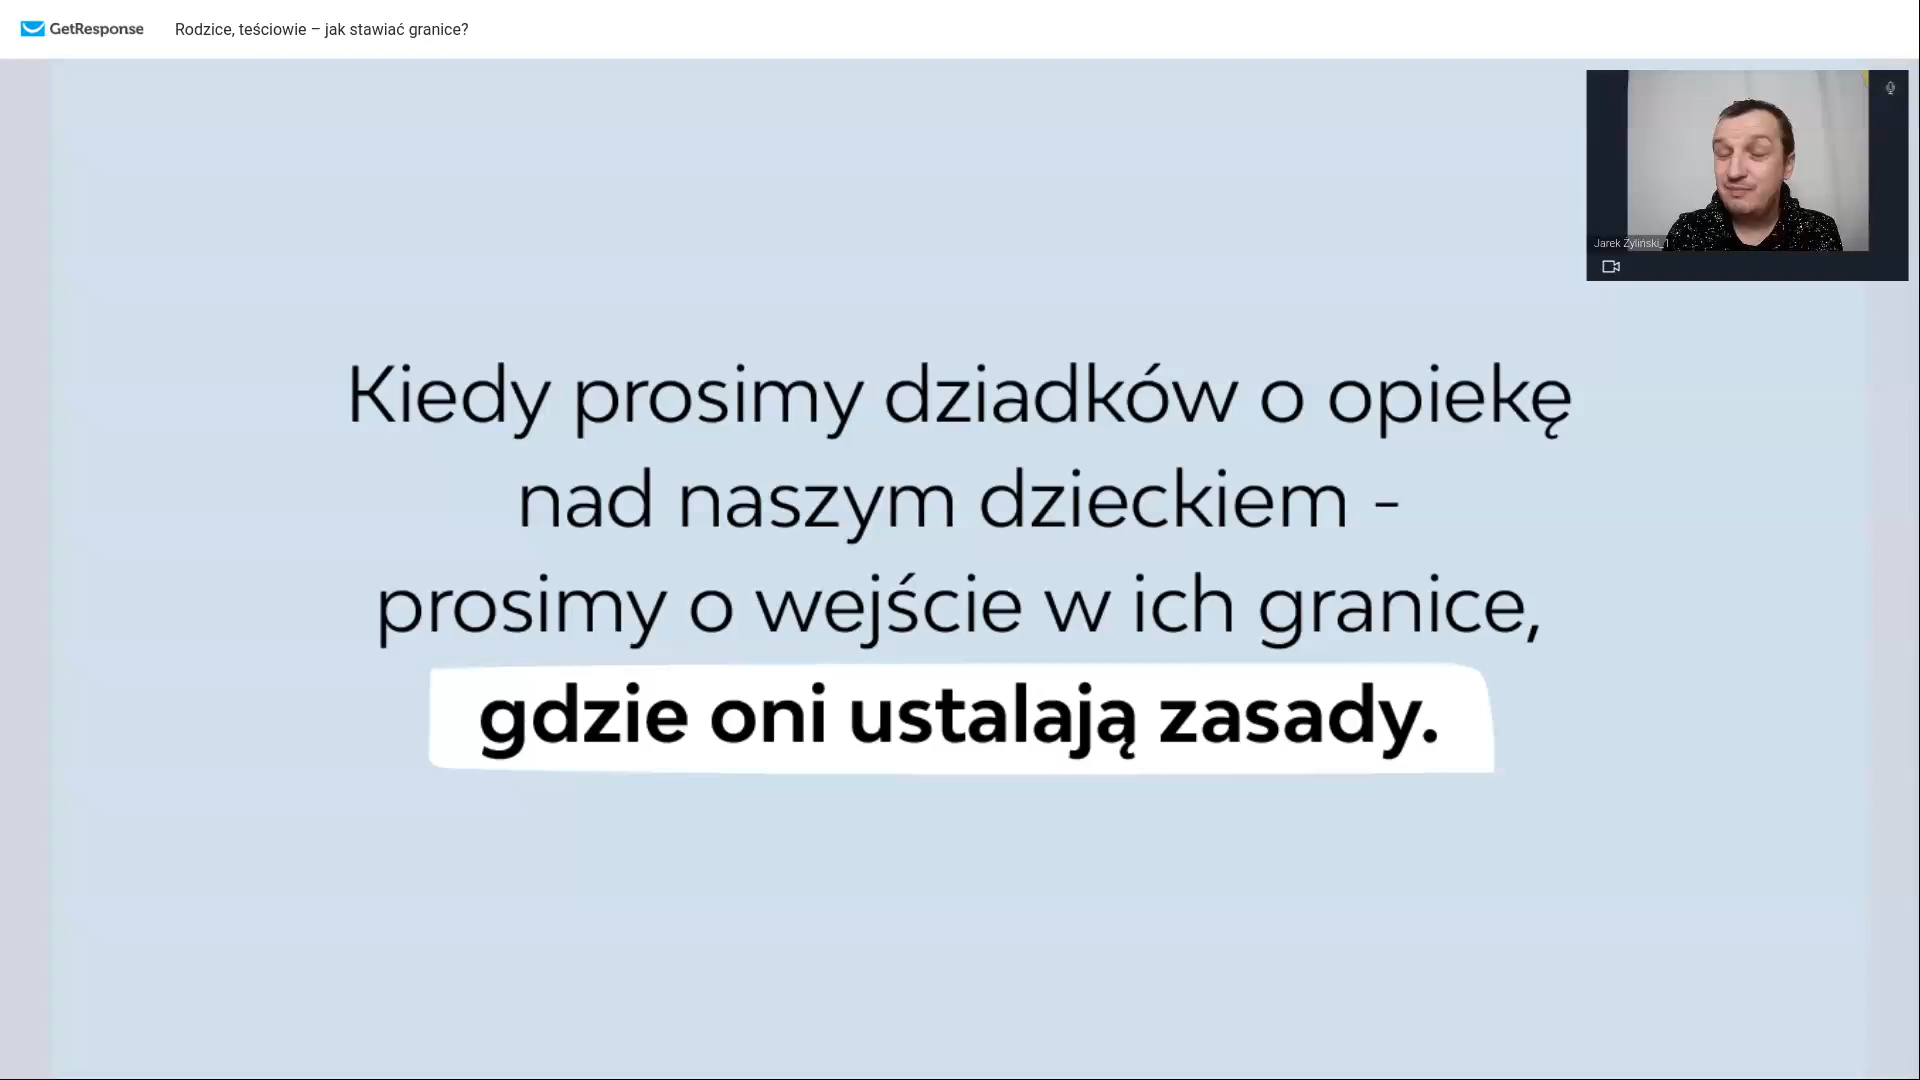 GetResponse
Rodzice, teściowie – jak stawiać granice?
Jarek Żyliński_1
Kiedy prosimy dziadków o opiekę
nad naszym dzieckiem -
prosimy o wejście w ich granice,
gdzie oni ustalają zasady.